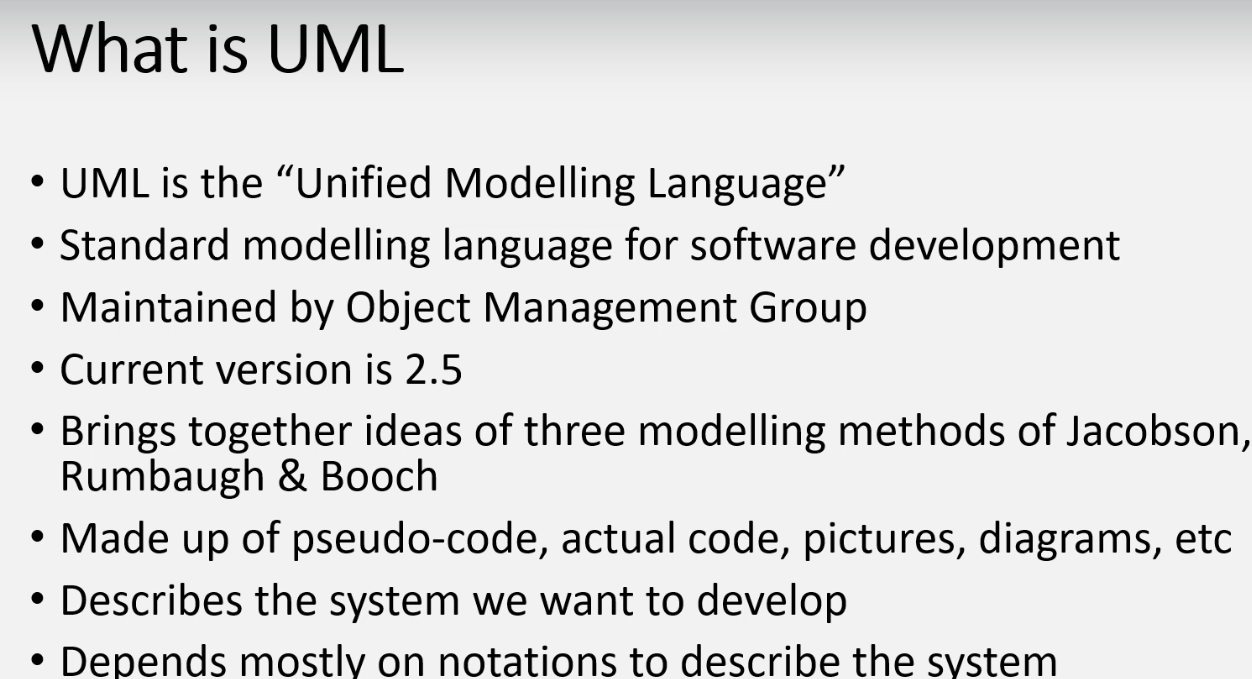 What is UML
• UML is the “Unified Modelling Language”
• Standard modelling language for software development
• Maintained by Object Management Group
• Current version is 2.5
• Brings together ideas of three modelling methods of Jacobson,
Rumbaugh & Booch
• Made up of pseudo-code, actual code, pictures, diagrams, etc
• Describes the system we want to develop
• Depends mostly on notations to describe the system